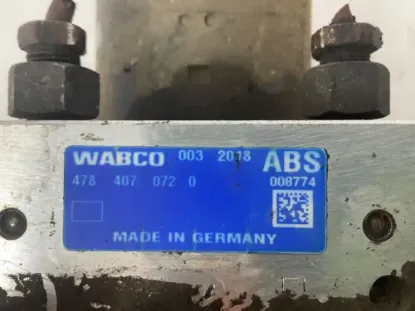 WABCO 003 2018 ABS
478 407 072 0 008774
MADE IN GERMANY